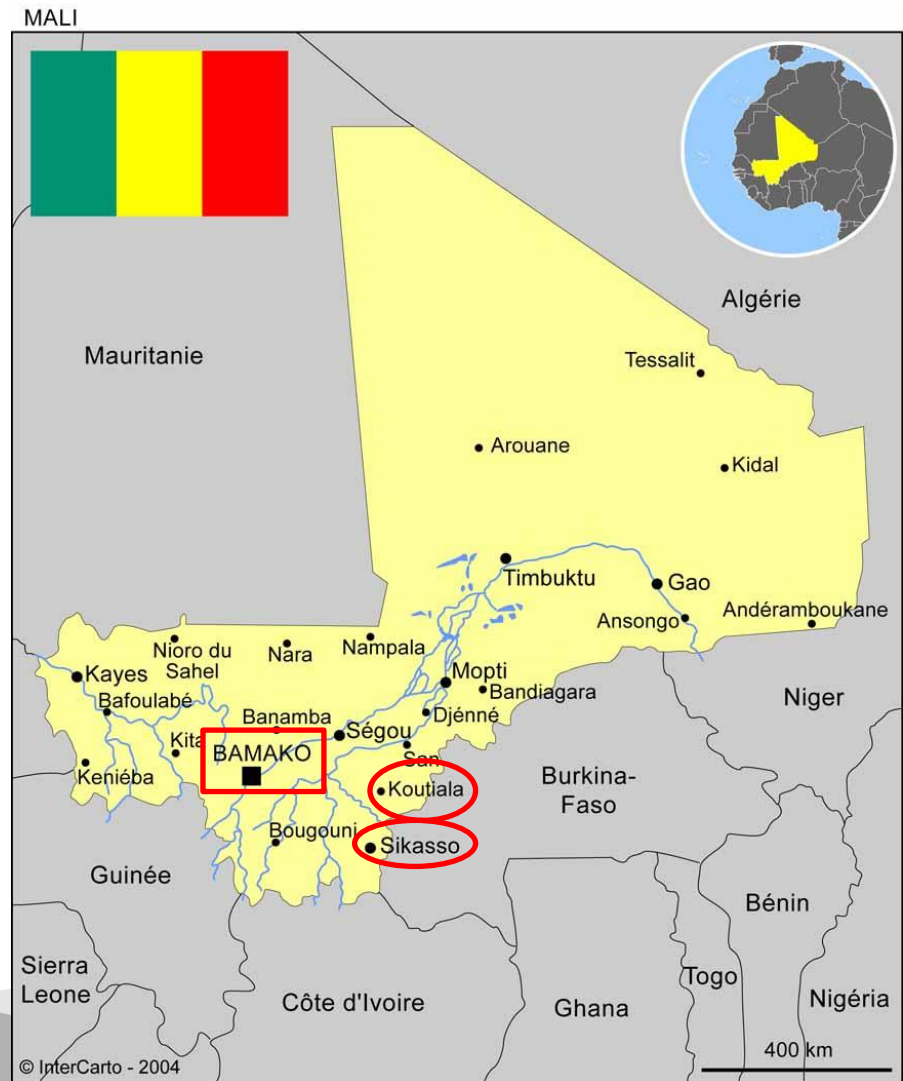 MALI
Algérie
Mauritanie
Tessalit
Arouane
Kidal
Timbuktu
Gao
Ansongo
Andéramboukane
Nioro du
Sahel
Nara
Nampala
Kayes
Mopti
Bandiagara
Niger
Bafoulabé
Banamba
Djénné
Ségou
Kita
BAMAKO
San
Keniéba
Koutiala
Burkina-
Faso
Bougouni
Sikasso
Guinée
Bénin
Sierra
Leone
Togo
Côte d'Ivoire
Ghana
Nigéria
400 km
© InterCarto - 2004